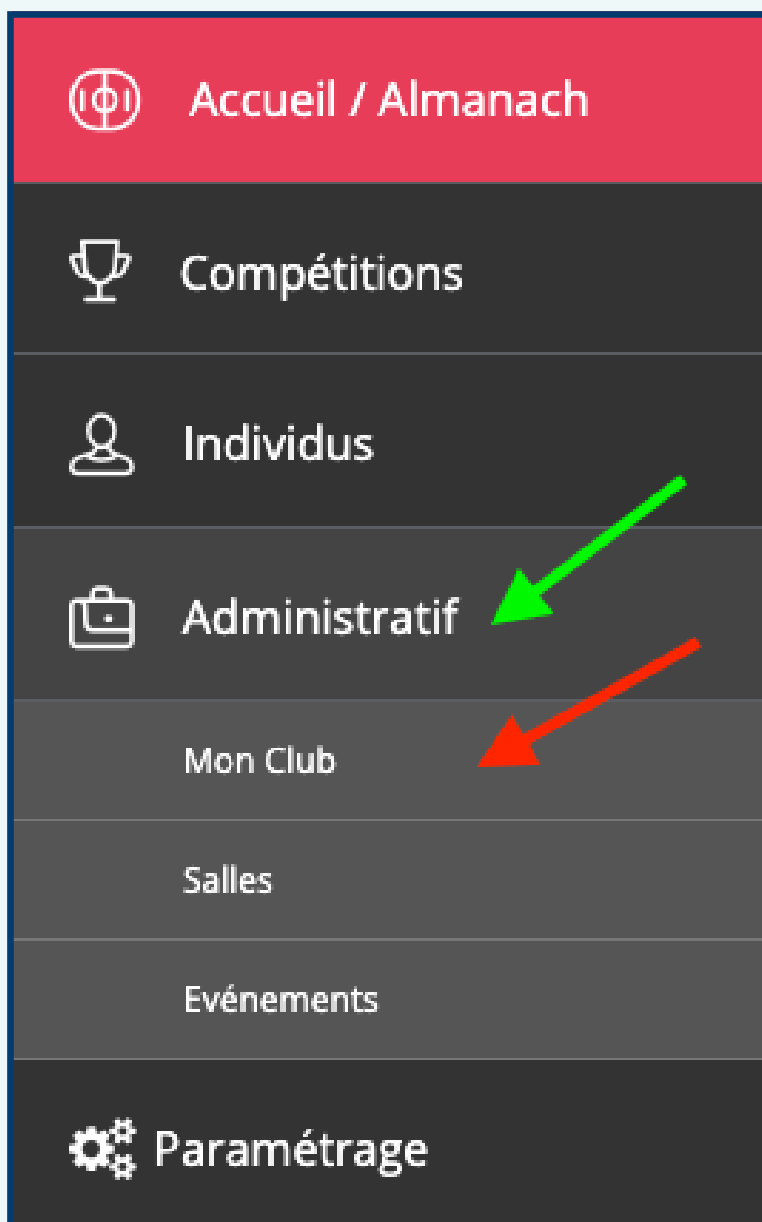 Accueil / Almanach
Compétitions
Individus
Administratif
Mon Club
Salles
Evénements
Paramétrage